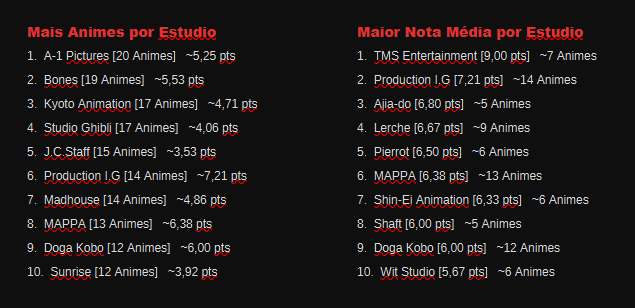 Mais Animes por Estudio
1. A-1 Pictures [20 Animes] ~5,25 pts
2. Bones [19 Animes] ~5,53 pts
3. Kyoto Animation [17 Animes] ~4,71 pts
4. Studio Ghibli [17 Animes] ~4,06 pts
5. J.C.Staff [15 Animes] ~3,53 pts
6. Production I.G [14 Animes] ~7,21 pts
7. Madhouse [14 Animes] ~4,86 pts
8. MAPPA [13 Animes] ~6,38 pts
9. Doga Kobo [12 Animes] ~6,00 pts
10. Sunrise [12 Animes] ~3,92 pts
Maior Nota Média por Estudio
1. TMS Entertainment [9,00 pts] ~7 Animes
2. Production I.G [7,21 pts] ~14 Animes
3. Ajia-do [6,80 pts] ~5 Animes
4. Lerche [6,67 pts] ~9 Animes
5. Pierrot [6,50 pts] ~6 Animes
6. MAPPA [6,38 pts] ~13 Animes
7. Shin-Ei Animation [6,33 pts] ~6 Animes
8. Shaft [6,00 pts] ~5 Animes
9. Doga Kobo [6,00 pts] ~12 Animes
10. Wit Studio [5,67 pts] ~6 Animes